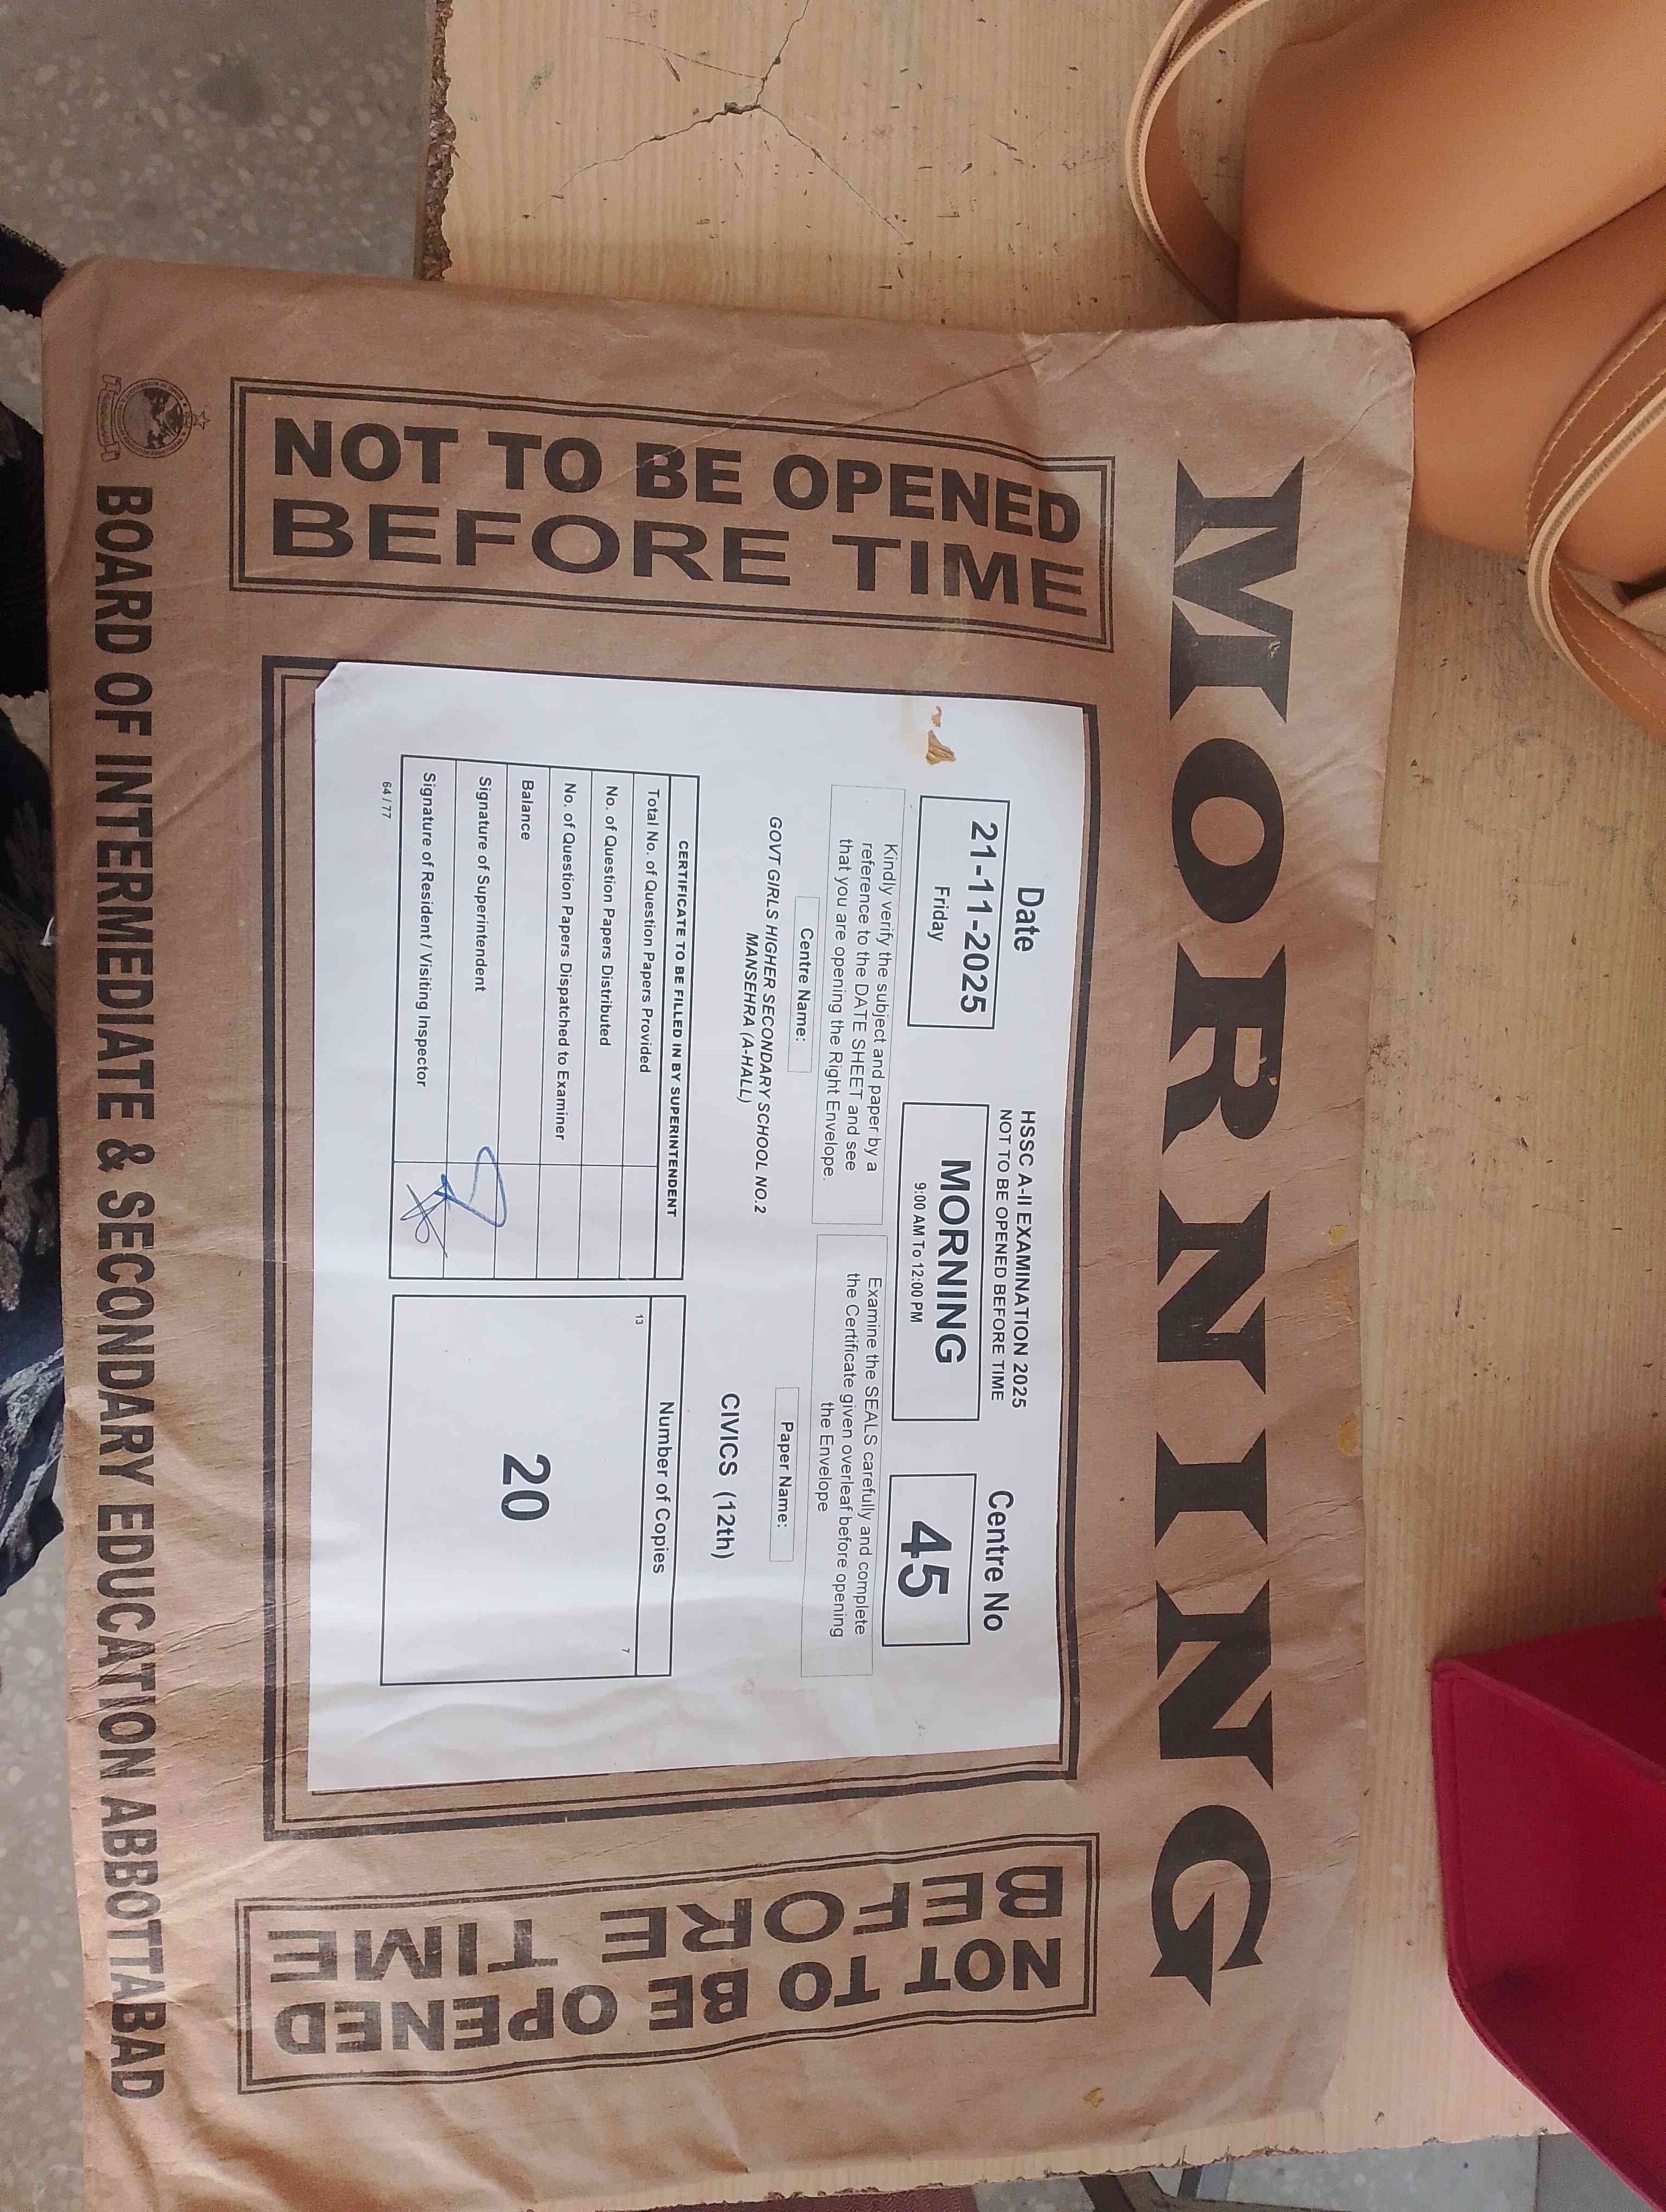 MORNING
NOT TO BE OPENED
BEFORE TIME
Date
21-11-2025
Friday
HSSC A-II EXAMINATION 2025
NOT TO BE OPENED BEFORE TIME
MORNING
9:00 AM To 12:00 PM
Centre No
45
Kindly verify the subject and paper by a
reference to the DATE SHEET and see
that you are opening the Right Envelope.
Examine the SEALS carefully and complete
the Certificate given overleaf before opening
the Envelope
Centre Name:
GOVT GIRLS HIGHER SECONDARY SCHOOL NO.2
MANSEHRA (A-HALL)
Paper Name:
CIVICS (12th)
CERTIFICATE TO BE FILLED IN BY SUPERINTENDENT
Total No. of Question Papers Provided
No. of Question Papers Distributed
No. of Question Papers Dispatched to Examiner
Balance
Signature of Superintendent
Signature of Resident / Visiting Inspector
64 / 77
Number of Copies
13
7
20
NOT TO BE OPENED
BEFORE TIME
BOARD OF INTERMEDIATE & SECONDARY EDUCATION ABBOTTABAD